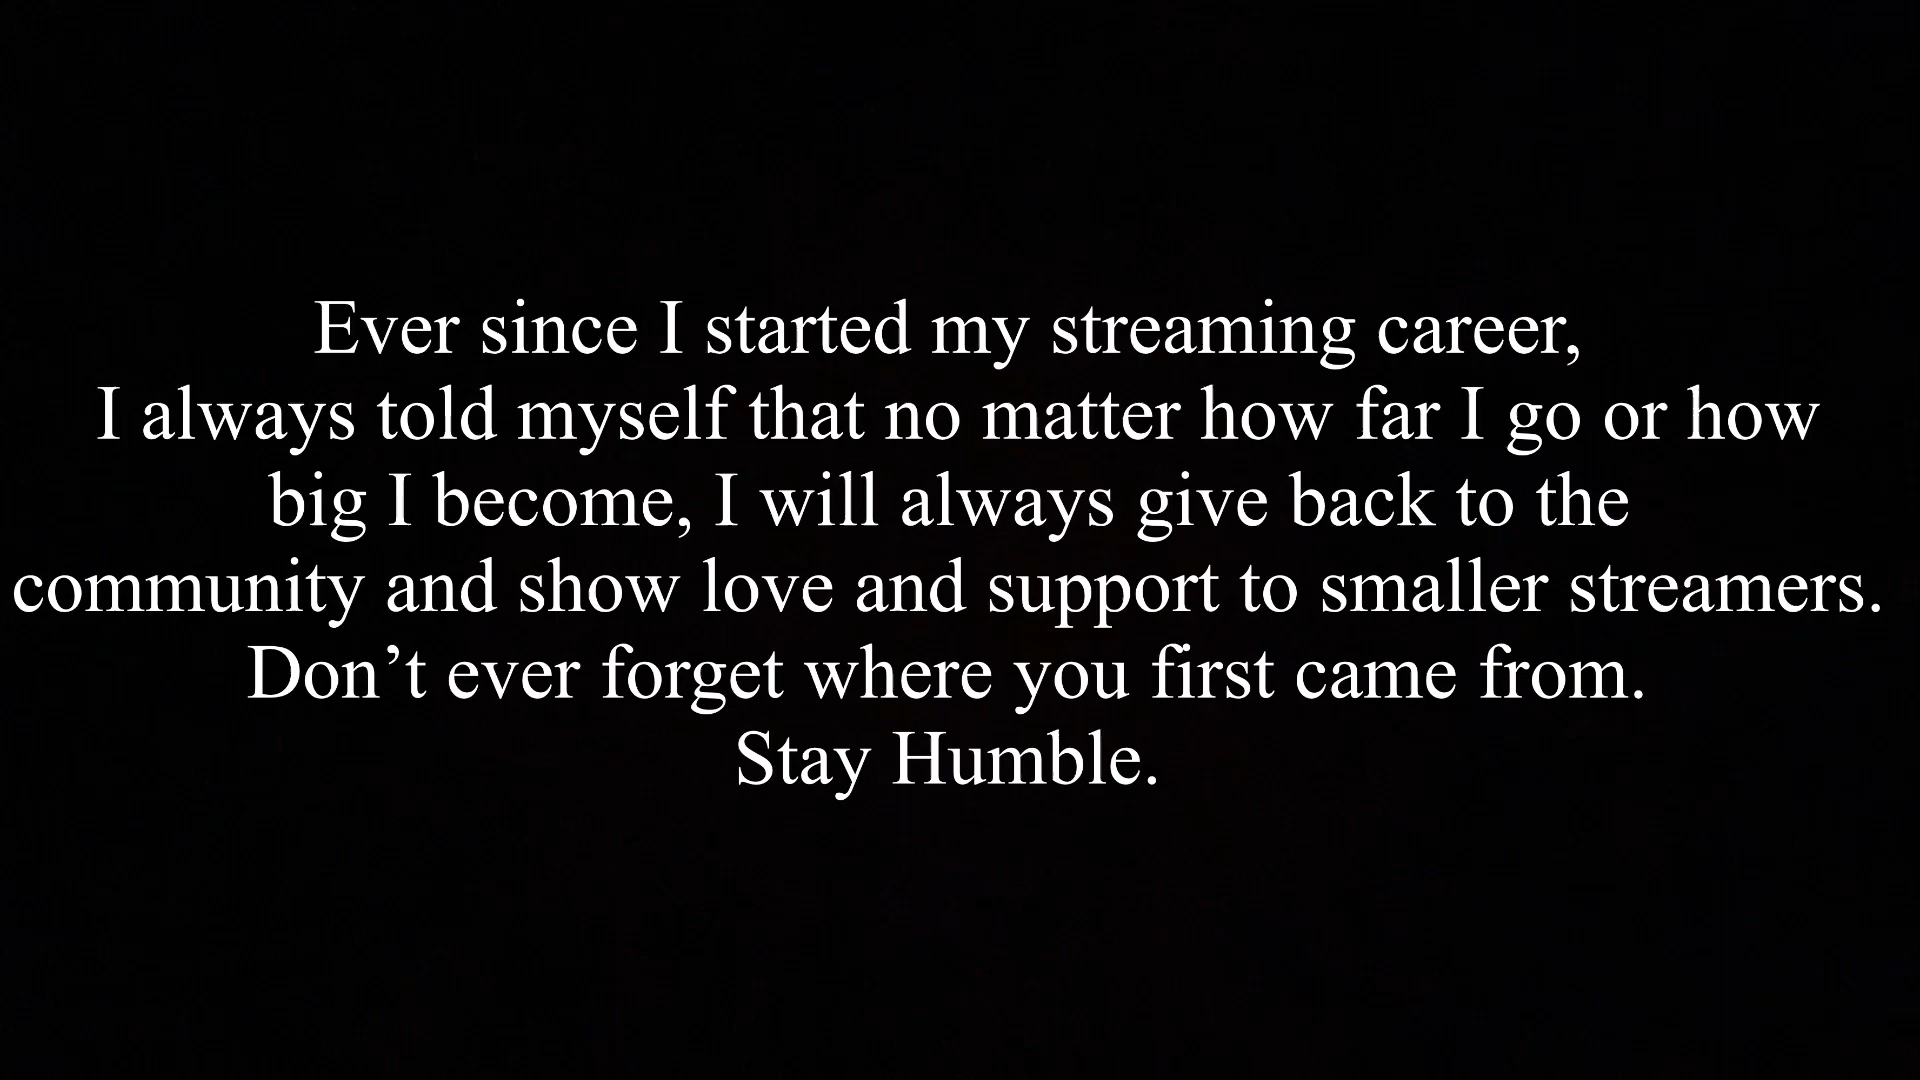 Ever since I started my streaming career,
I always told myself that no matter how far I go or how
big I become, I will always give back to the
community and show love and support to smaller streamers.
Don’t ever forget where you first came from.
Stay Humble.